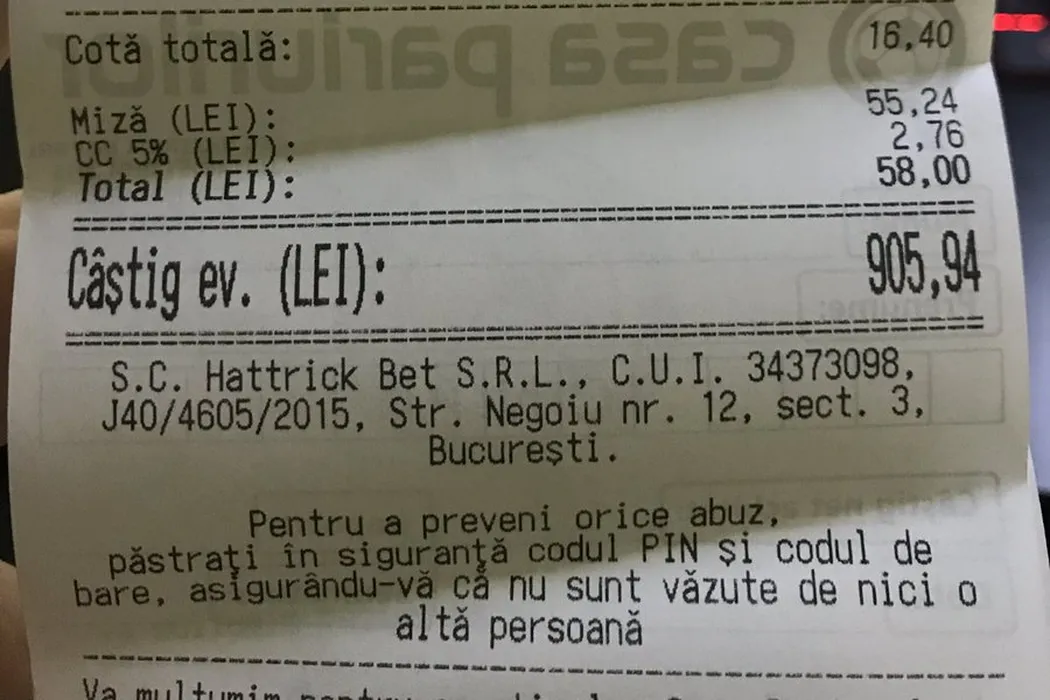 Cotă totală: 16,40
Miză (LEI): 55,24
CC 5% (LEI): 2,76
Total (LEI): 58,00
Câștig ev. (LEI): 905,94
S.C. Hattrick Bet S.R.L., C.U.I. 34373098,
J40/4605/2015, Str. Negoiu nr. 12, sect. 3,
București.
Pentru a preveni orice abuz,
păstrați în siguranță codul PIN și codul de
bare, asigurându-vă că nu sunt văzute de nici o
altă persoană
casa pariurilor